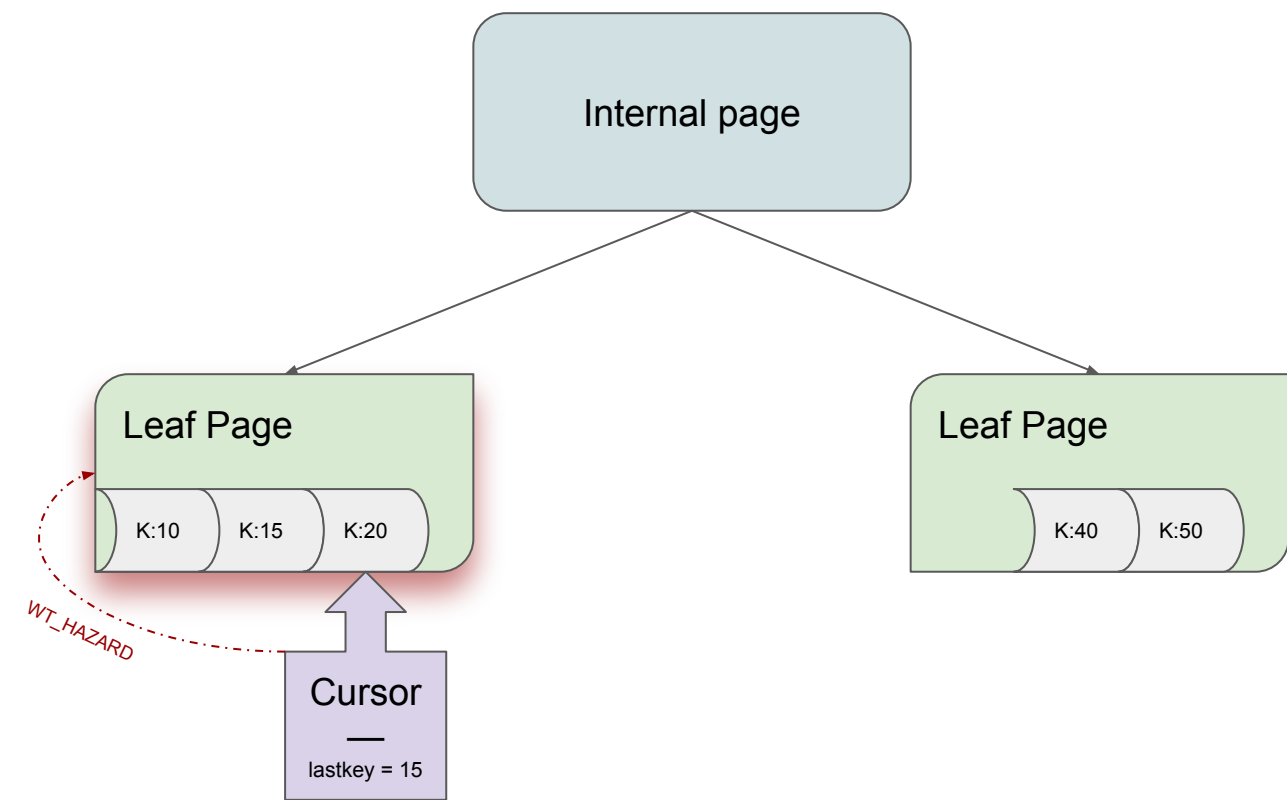 Internal page
Leaf Page
Leaf Page
K:10
K:15
K:20
K:40
K:50
WT_HAZARD
Cursor
—
lastkey = 15